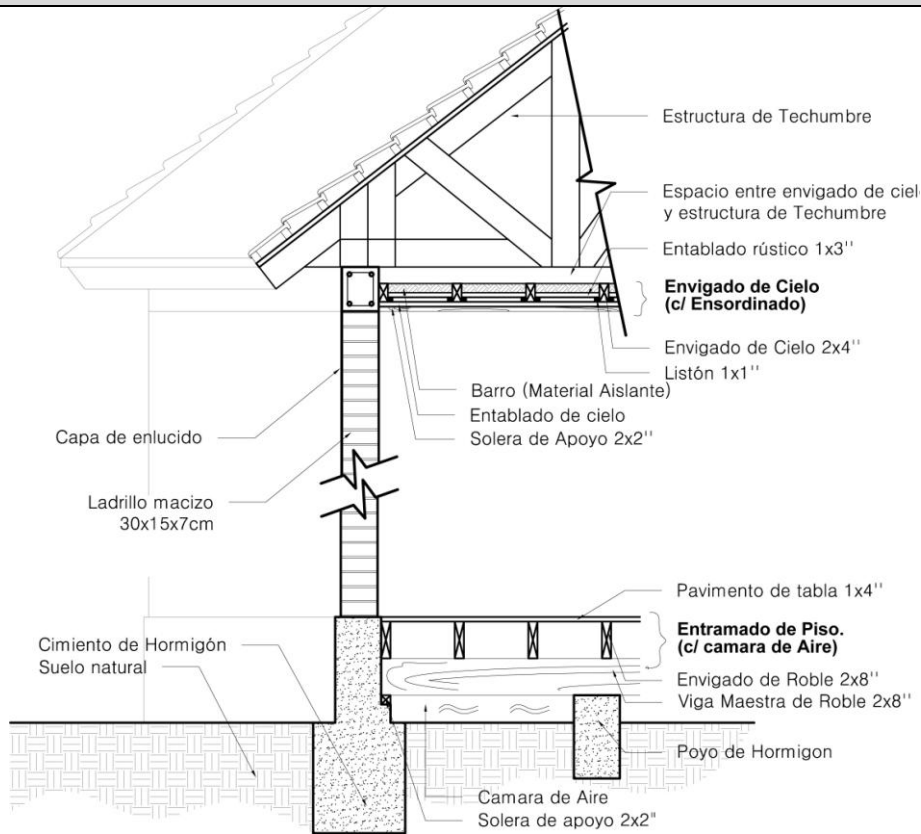 Estructura de Techumbre
Espacio entre envigado de ciel
y estructura de Techumbre
Entablado rústico 1x3''
Envigado de Cielo
(c/ Ensordinado)
Envigado de Cielo 2x4''
Listón 1x1''
Barro (Material Aislante)
Entablado de cielo
Solera de Apoyo 2x2''
Capa de enlucido
Ladrillo macizo
30x15x7cm
Pavimento de tabla 1x4''
Entramado de Piso.
(c/ camara de Aire)
Envigado de Roble 2x8''
Viga Maestra de Roble 2x8''
Cimiento de Hormigón
Suelo natural
Poyo de Hormigon
Camara de Aire
Solera de apoyo 2x2"